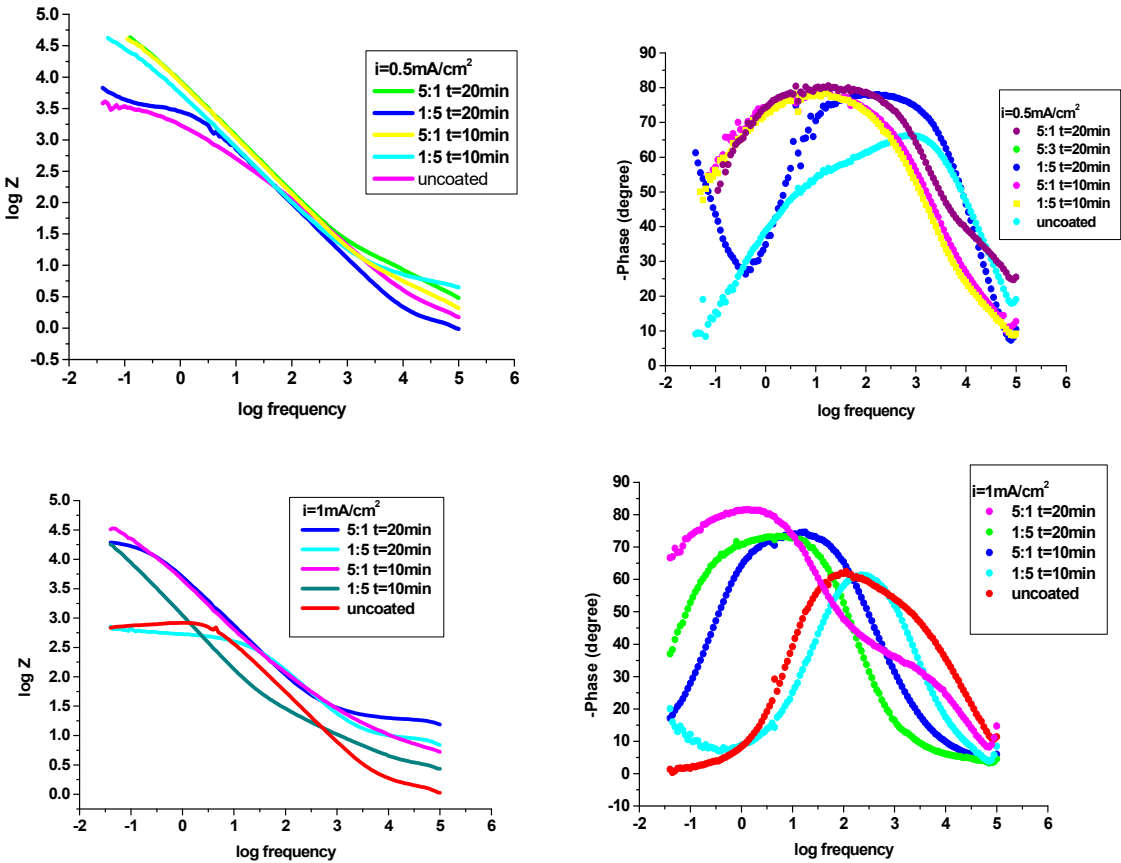 5.0
4.5
4.0
3.5
3.0
2.5
2.0
1.5
1.0
0.5
0.0
-0.5
log Z
-2 -1 0 1 2 3 4 5 6
log frequency
i=0.5mA/cm²
5:1 t=20min
1:5 t=20min
5:1 t=10min
1:5 t=10min
uncoated
90
80
70
60
50
40
30
20
10
0
-Phase (degree)
-2 -1 0 1 2 3 4 5 6
log frequency
i=0.5mA/cm²
5:1 t=20min
5:3 t=20min
1:5 t=20min
5:1 t=10min
1:5 t=10min
uncoated
5.0
4.5
4.0
3.5
3.0
2.5
2.0
1.5
1.0
0.5
0.0
log Z
-2 -1 0 1 2 3 4 5 6
log frequency
i=1mA/cm²
5:1 t=20min
1:5 t=20min
5:1 t=10min
1:5 t=10min
uncoated
90
80
70
60
50
40
30
20
10
0
-10
-Phase (degree)
-2 -1 0 1 2 3 4 5 6
log frequency
i=1mA/cm²
5:1 t=20min
1:5 t=20min
5:1 t=10min
1:5 t=10min
uncoated